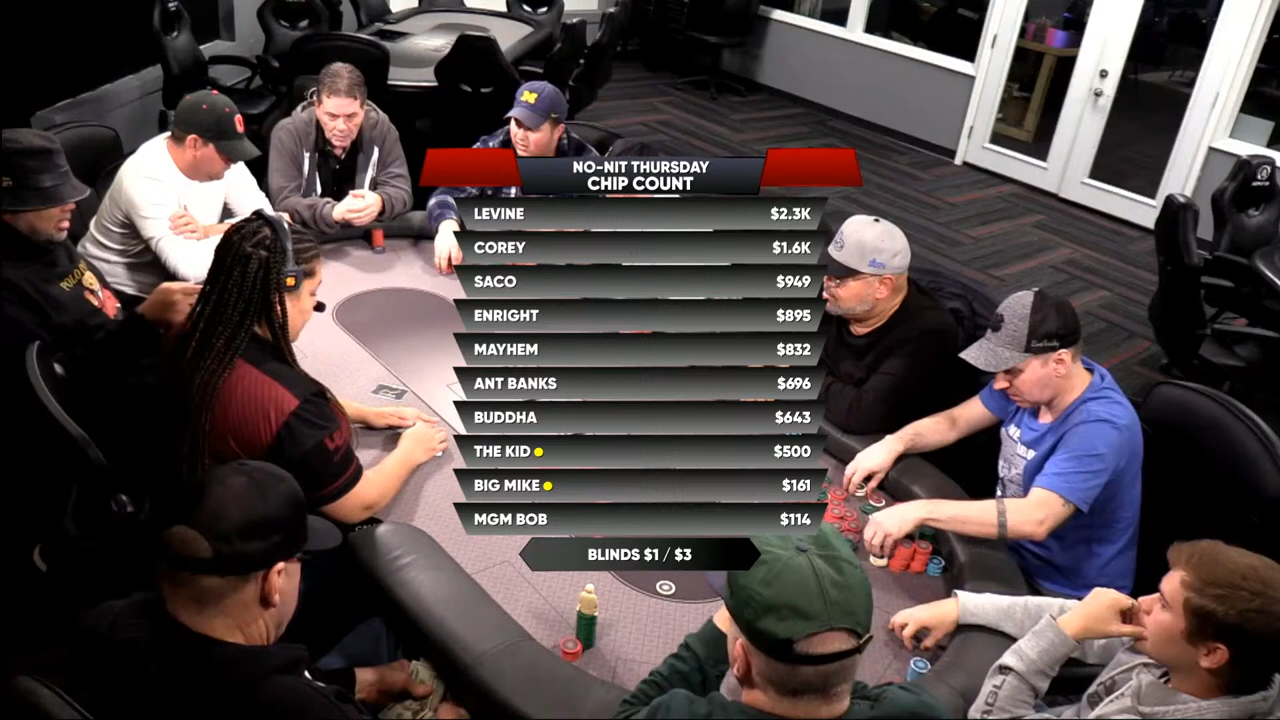 NO-NIT THURSDAY
CHIP COUNT
LEVINE $2.3K
COREY $1.6K
SACO $949
ENRIGHT $895
MAYHEM $832
ANT BANKS $696
BUDDHA $643
THE KID $500
BIG MIKE $161
MGM BOB $114
BLINDS $1 / $3
POLO
M
O